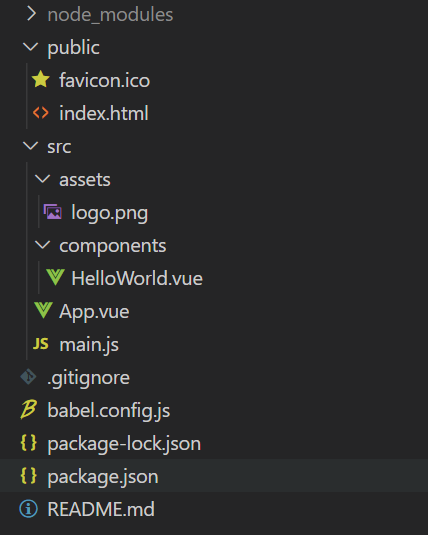 node_modules
public
favicon.ico
index.html
src
assets
logo.png
components
HelloWorld.vue
App.vue
JS main.js
.gitignore
babel.config.js
package-lock.json
package.json
README.md